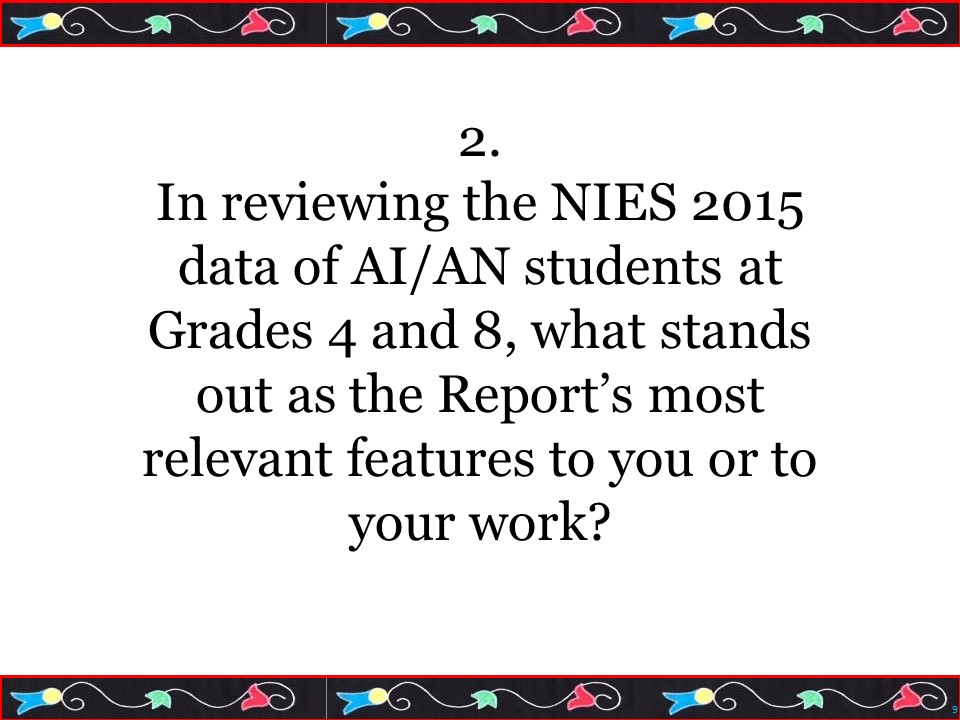 2.
In reviewing the NIES 2015
data of AI/AN students at
Grades 4 and 8, what stands
out as the Report’s most
relevant features to you or to
your work?
9